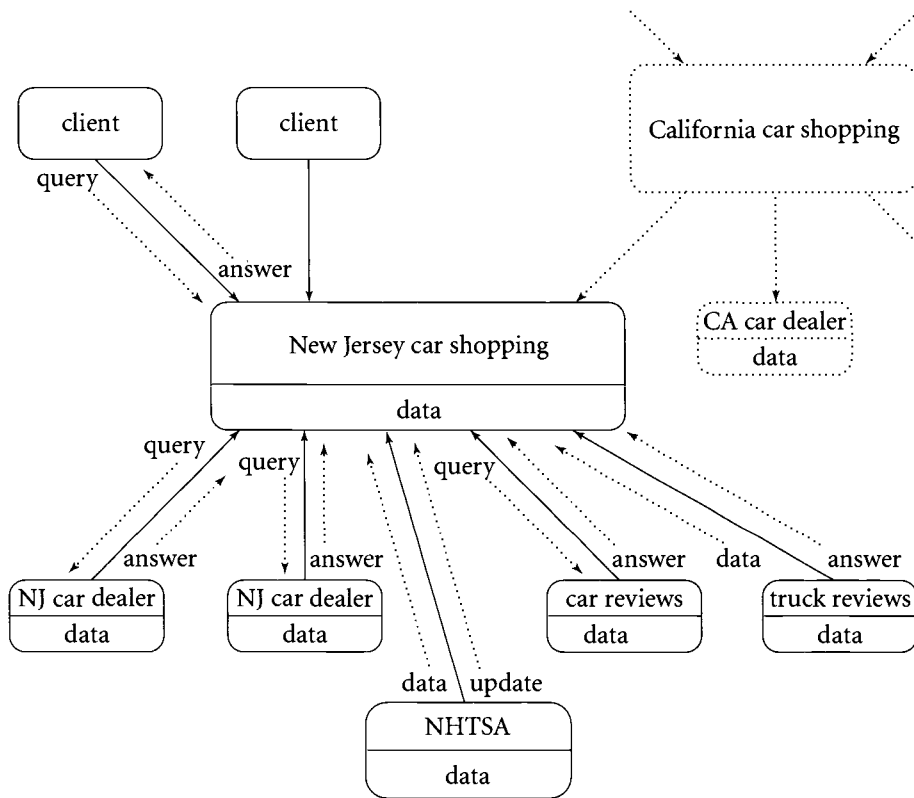 client
client
California car shopping
query
answer
CA car dealer
data
New Jersey car shopping
data
query
query
query
answer
answer
answer
data
answer
NJ car dealer
data
NJ car dealer
data
car reviews
data
truck reviews
data
data
update
NHTSA
data